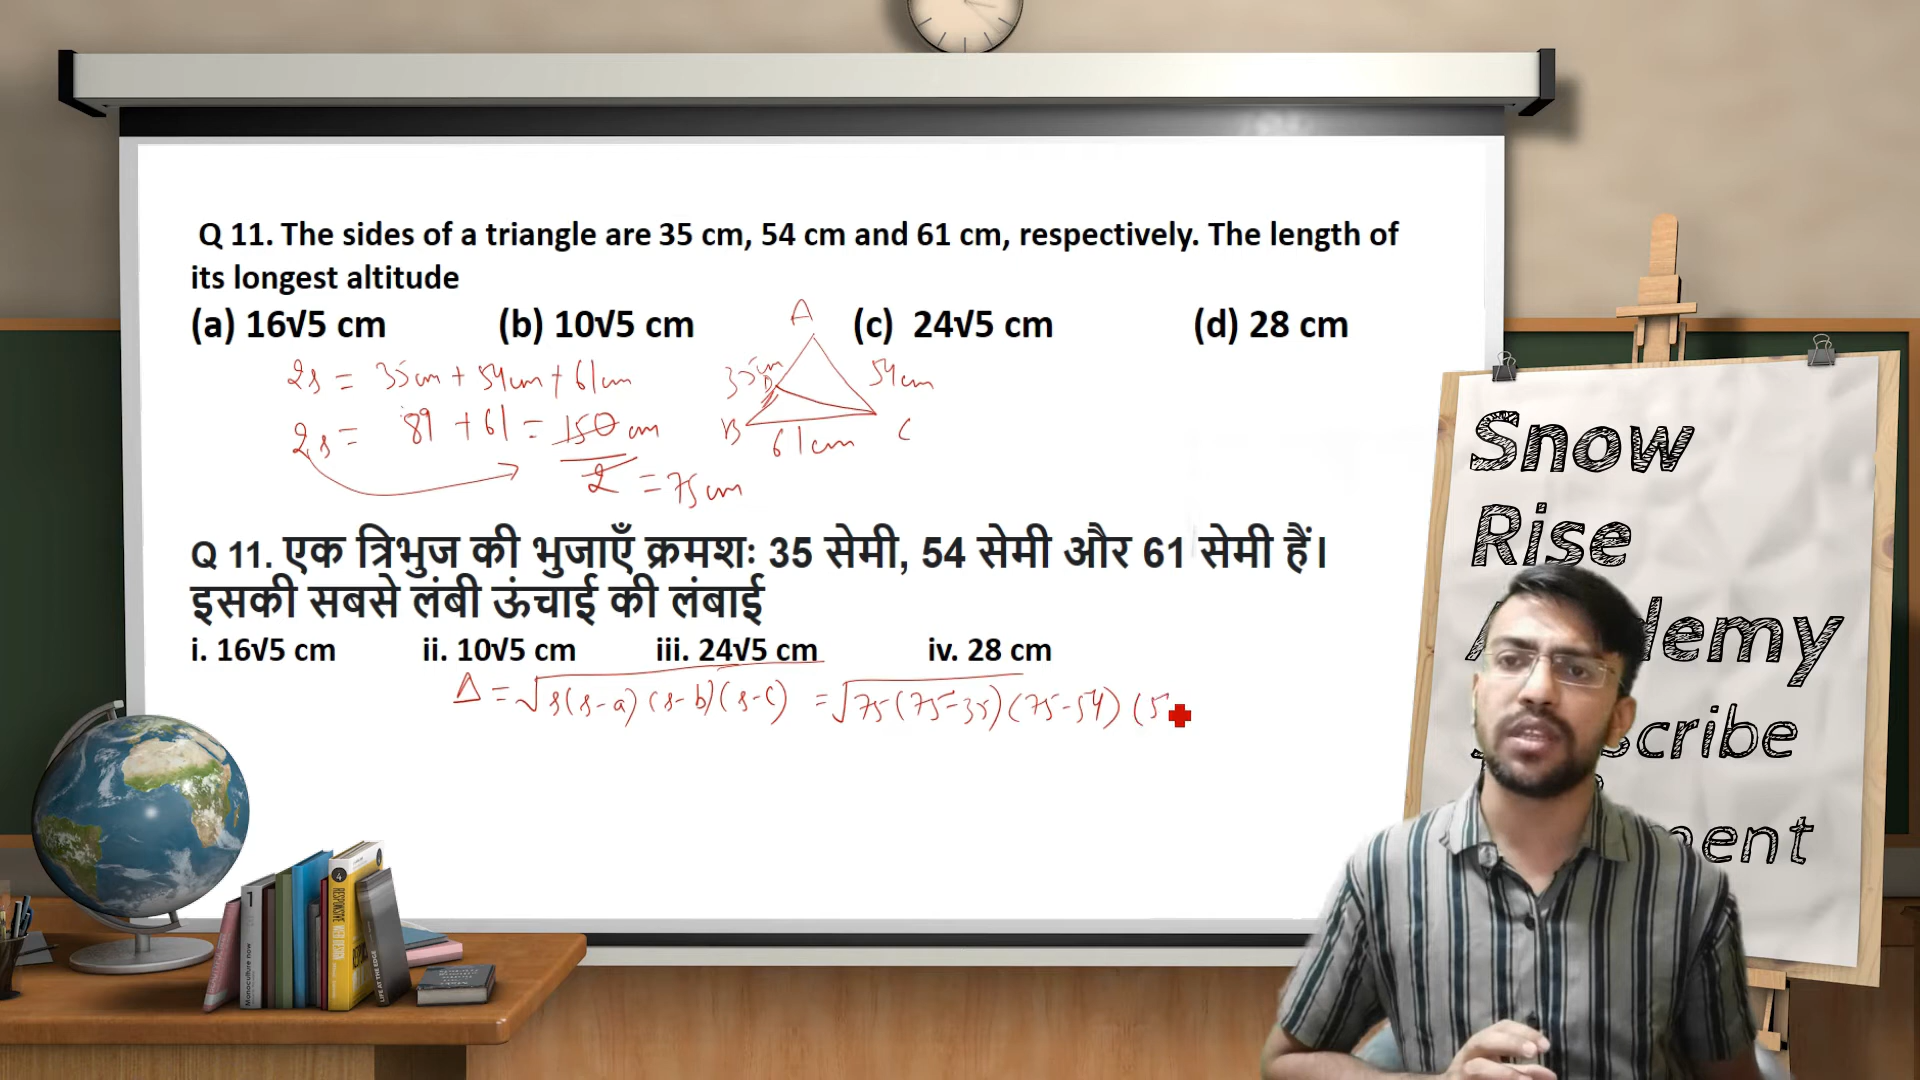 Q 11. The sides of a triangle are 35 cm, 54 cm and 61 cm, respectively. The length of
its longest altitude
(a) 16√5 cm (b) 10√5 cm (c) 24√5 cm (d) 28 cm
A
2s = 35cm + 54cm + 61cm
35cm
54cm
D
2s = 89 + 61 = 150 cm
B
61cm
C
2 = 75 cm
Q 11. एक त्रिभुज की भुजाएँ क्रमशः 35 सेमी, 54 सेमी और 61 सेमी हैं।
इसकी सबसे लंबी ऊंचाई की लंबाई
i. 16√5 cm ii. 10√5 cm iii. 24√5 cm iv. 28 cm
Δ = √s(s-a)(s-b)(s-c) = √75(75-35)(75-54)(5
Snow
Rise